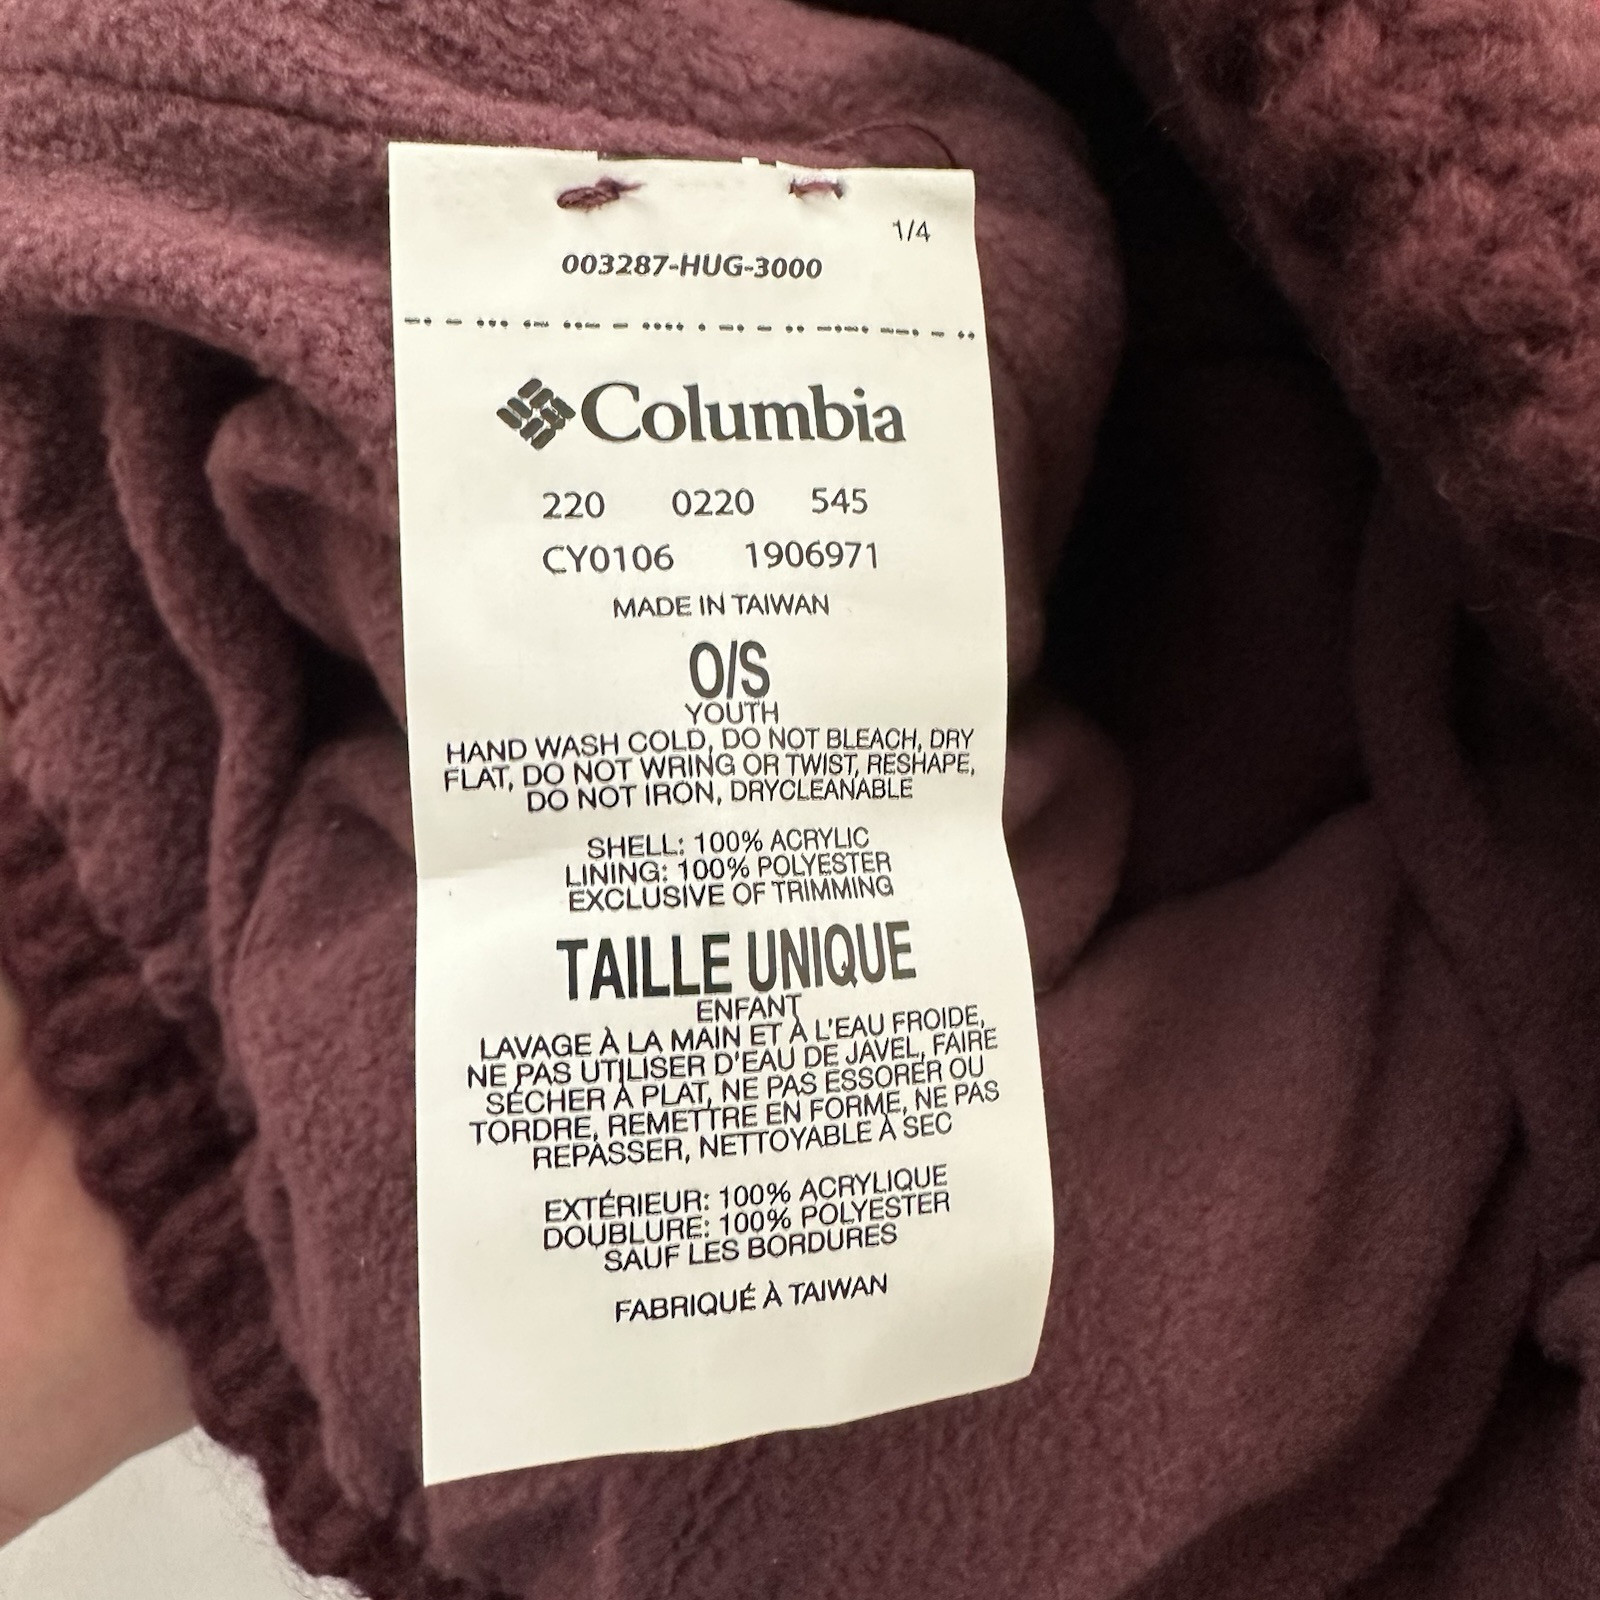 1/4
003287-HUG-3000
Columbia
220 0220 545
CY0106 1906971
MADE IN TAIWAN
O/S
YOUTH
HAND WASH COLD, DO NOT BLEACH, DRY
FLAT, DO NOT WRING OR TWIST, RESHAPE,
DO NOT IRON, DRYCLEANABLE
SHELL: 100% ACRYLIC
LINING: 100% POLYESTER
EXCLUSIVE OF TRIMMING
TAILLE UNIQUE
ENFANT
LAVAGE À LA MAIN ET À L'EAU FROIDE,
NE PAS UTILISER D'EAU DE JAVEL, FAIRE
SÉCHER À PLAT, NE PAS ESSORER OU
TORDRE, REMETTRE EN FORME, NE PAS
REPASSER, NETTOYABLE À SEC
EXTÉRIEUR: 100% ACRYLIQUE
DOUBLURE: 100% POLYESTER
SAUF LES BORDURES
FABRIQUÉ À TAIWAN